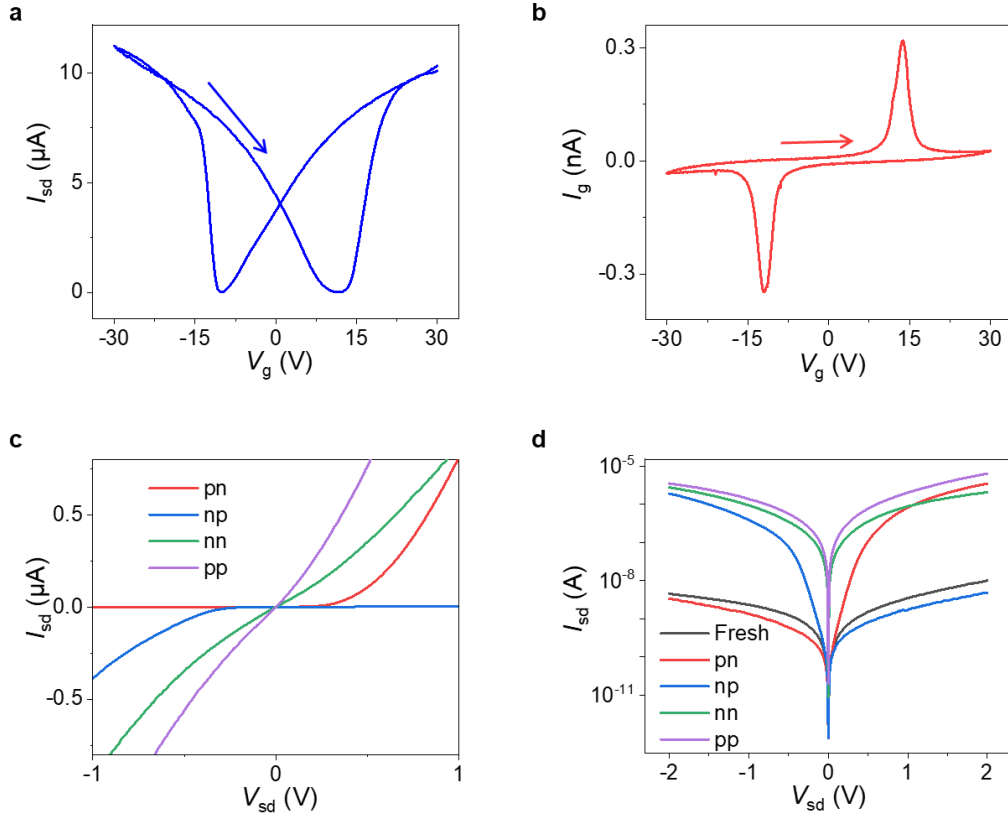 a
10
5
0
I_sd (μA)
-30 -15 0 15 30
V_g (V)
b
0.3
0.0
-0.3
I_g (nA)
-30 -15 0 15 30
V_g (V)
c
pn
np
nn
pp
0.5
0.0
-0.5
I_sd (μA)
-1 0 1
V_sd (V)
d
10^-5
10^-8
10^-11
I_sd (A)
Fresh
pn
np
nn
pp
-2 -1 0 1 2
V_sd (V)